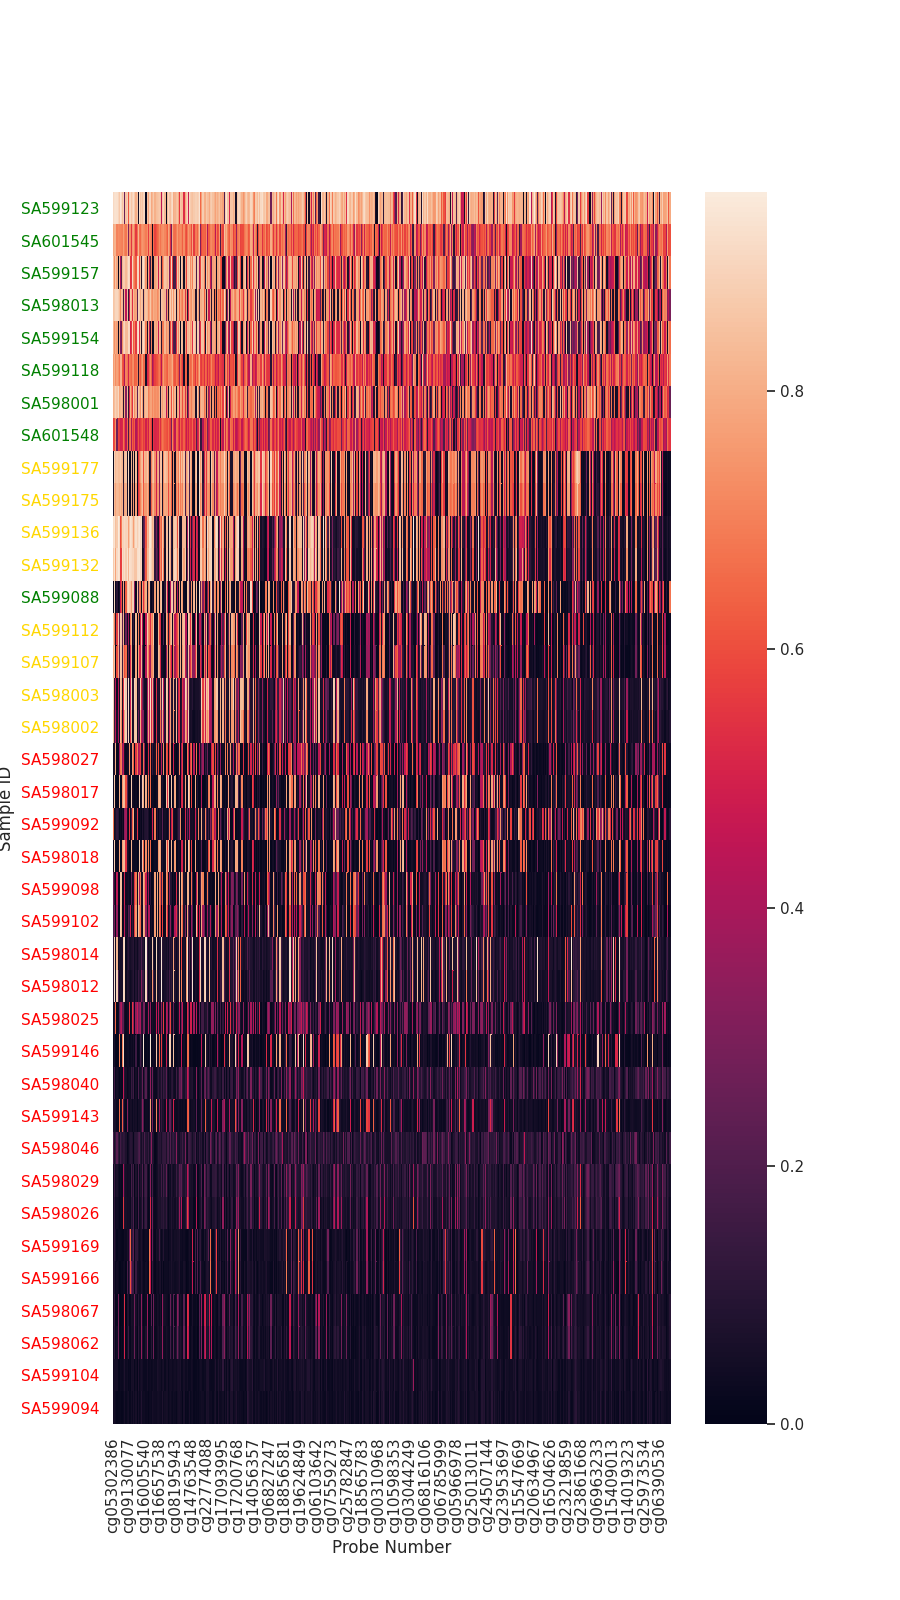 SA599123
SA601545
SA599157
SA598013
SA599154
SA599118
SA598001
SA601548
SA599177
SA599175
SA599136
SA599132
SA599088
SA599112
SA599107
SA598003
SA598002
SA598027
SA598017
SA599092
SA598018
SA599098
SA599102
SA598014
SA598012
SA598025
SA599146
SA598040
SA599143
SA598046
SA598029
SA598026
SA599169
SA599166
SA598067
SA598062
SA599104
SA599094
Sample ID
cg05302386
cg09130077
cg16005540
cg16657538
cg08195943
cg14763548
cg22774088
cg17093995
cg17200768
cg14056357
cg06827247
cg18856581
cg19624849
cg06103642
cg07559273
cg25782847
cg18565783
cg00310968
cg10598353
cg03044249
cg06816106
cg06785999
cg05966978
cg25013011
cg24507144
cg23953697
cg15547669
cg20634967
cg16504626
cg23219859
cg23861668
cg06963233
cg15409013
cg14019323
cg25973534
cg06390536
Probe Number
0.8
0.6
0.4
0.2
0.0